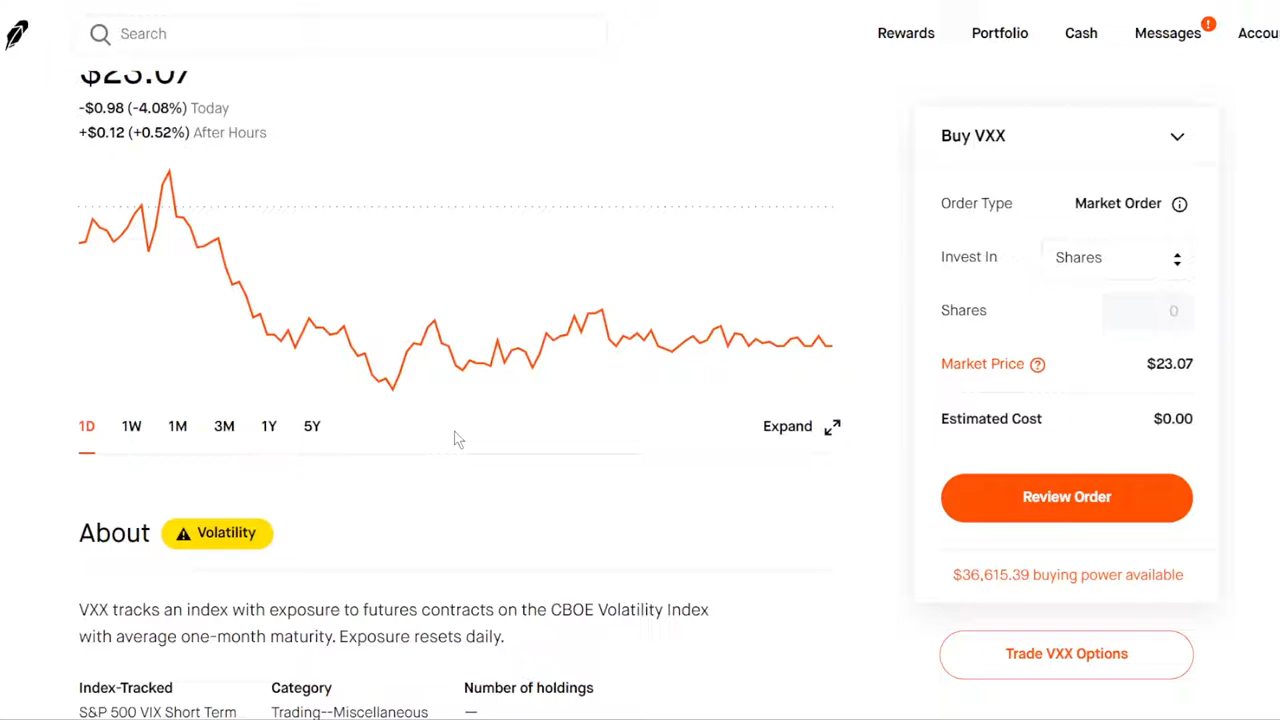 Search
Rewards
Portfolio
Cash
Messages
!
Accou
$23.07
-$0.98 (-4.08%) Today
+$0.12 (+0.52%) After Hours
1D
1W
1M
3M
1Y
5Y
Expand
About
Volatility
VXX tracks an index with exposure to futures contracts on the CBOE Volatility Index
with average one-month maturity. Exposure resets daily.
Index-Tracked
Category
Number of holdings
S&P 500 VIX Short Term
Trading--Miscellaneous
—
Buy VXX
Order Type
Market Order
Invest In
Shares
Shares
0
Market Price
$23.07
Estimated Cost
$0.00
Review Order
$36,615.39 buying power available
Trade VXX Options